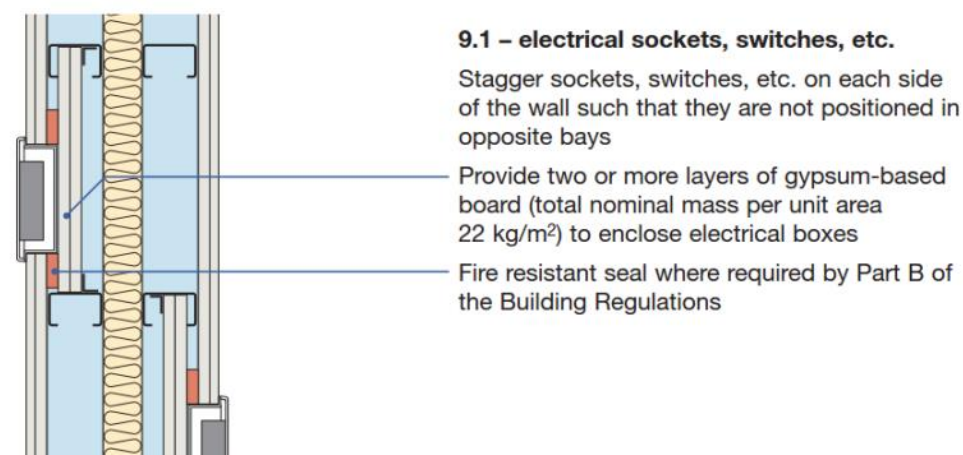 9.1 – electrical sockets, switches, etc.
Stagger sockets, switches, etc. on each side
of the wall such that they are not positioned in
opposite bays
Provide two or more layers of gypsum-based
board (total nominal mass per unit area
22 kg/m²) to enclose electrical boxes
Fire resistant seal where required by Part B of
the Building Regulations